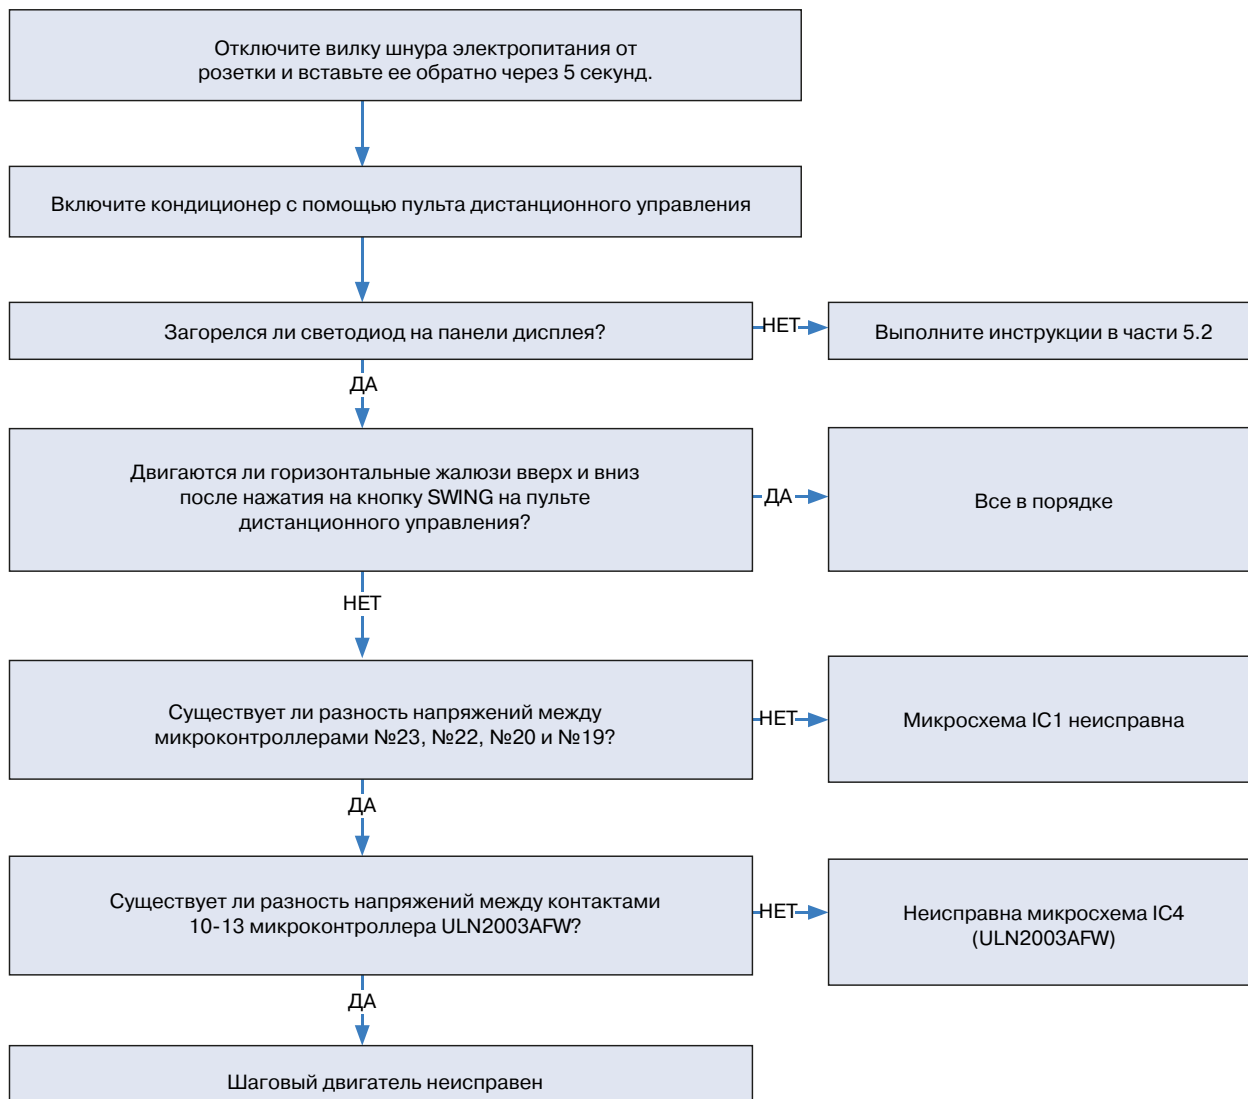 Отключите вилку шнура электропитания от
розетки и вставьте ее обратно через 5 секунд.
Включите кондиционер с помощью пульта дистанционного управления
Загорелся ли светодиод на панели дисплея?
НЕТ
Выполните инструкции в части 5.2
ДА
Двигаются ли горизонтальные жалюзи вверх и вниз
после нажатия на кнопку SWING на пульте
дистанционного управления?
ДА
Все в порядке
НЕТ
Существует ли разность напряжений между
микроконтроллерами №23, №22, №20 и №19?
НЕТ
Микросхема IC1 неисправна
ДА
Существует ли разность напряжений между контактами
10-13 микроконтроллера ULN2003AFW?
НЕТ
Неисправна микросхема IC4
(ULN2003AFW)
ДА
Шаговый двигатель неисправен